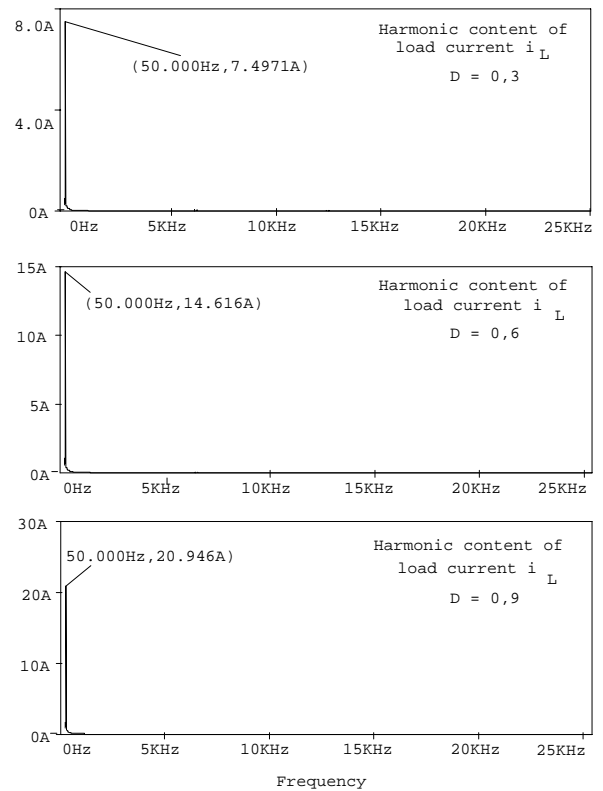 8.0A
Harmonic content of
load current i L
(50.000Hz,7.4971A)
D = 0,3
4.0A
0A
0Hz 5KHz 10KHz 15KHz 20KHz 25KHz
15A
Harmonic content of
(50.000Hz,14.616A)
load current i L
D = 0,6
10A
5A
0A
0Hz 5KHz 10KHz 15KHz 20KHz 25KHz
30A
Harmonic content of
50.000Hz,20.946A)
load current i L
D = 0,9
20A
10A
0A
0Hz 5KHz 10KHz 15KHz 20KHz 25KHz
Frequency